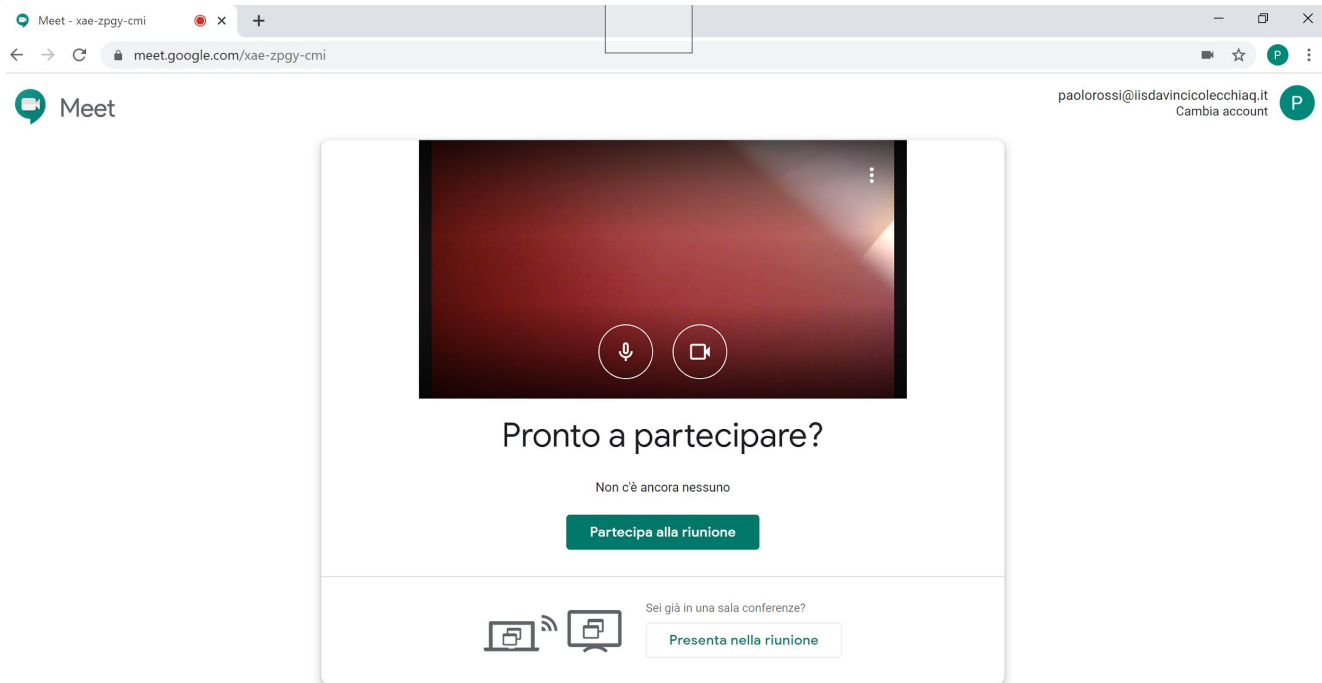 Meet - xae-zpgy-cmi
meet.google.com/xae-zpgy-cmi
P
Meet
paolorossi@iisdavincicolecchiaq.it
Cambia account
P
Pronto a partecipare?
Non c'è ancora nessuno
Partecipa alla riunione
Sei già in una sala conferenze?
Presenta nella riunione